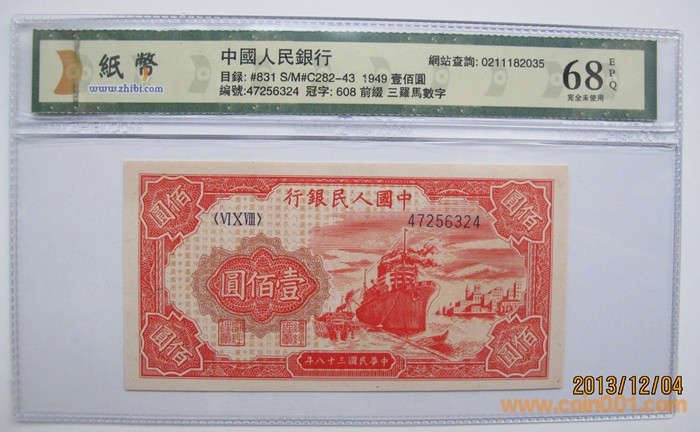 紙幣
www.zhibi.com
中國人民銀行
目錄: #831 S/M#C282-43 1949 壹佰圓
編號:47256324 冠字: 608 前綴 三羅馬數字
網站查詢: 0211182035
68 EPQ
完全未使用
行銀民人國中
〈VI X VIII〉
47256324
佰圓
佰圓
圓佰壹
佰圓
佰圓
年八十三國民華中
2013/12/04
www.coin001.com